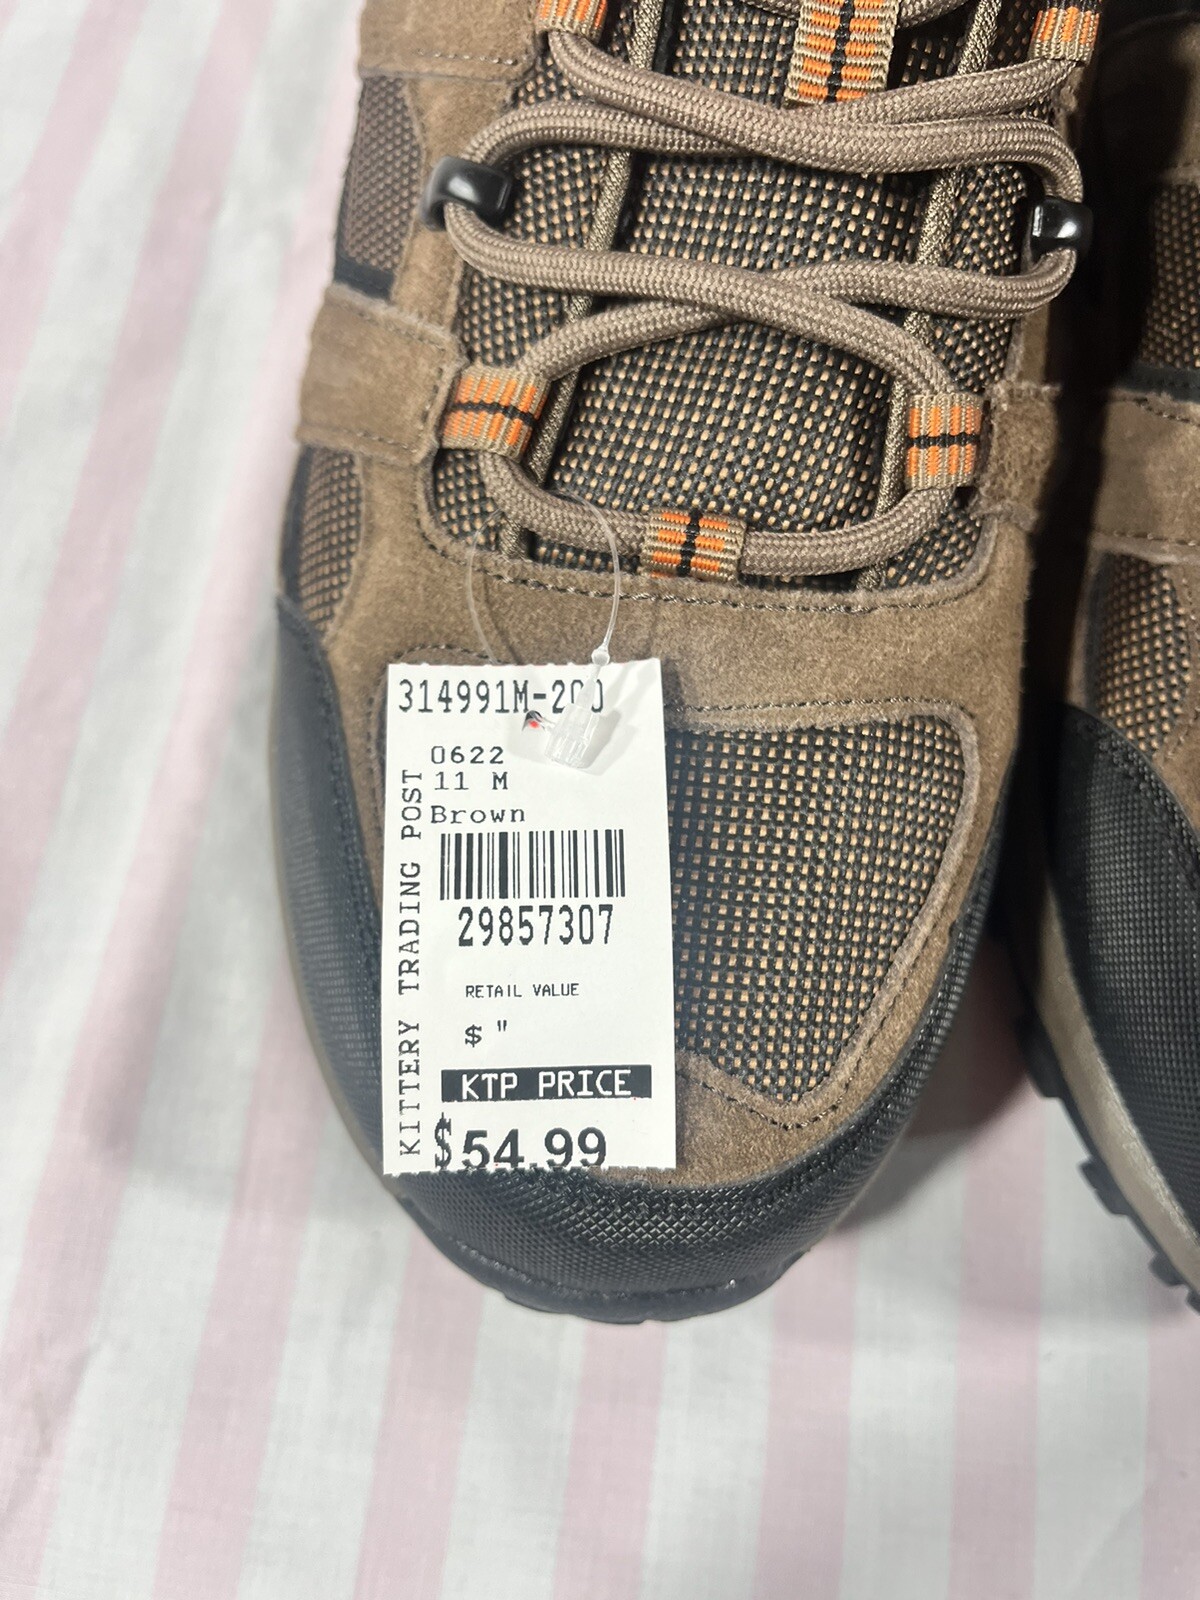 314991M-200
0622
11 M
Brown
KITTERY TRADING POST
29857307
RETAIL VALUE
$ "
KTP PRICE
$54.99